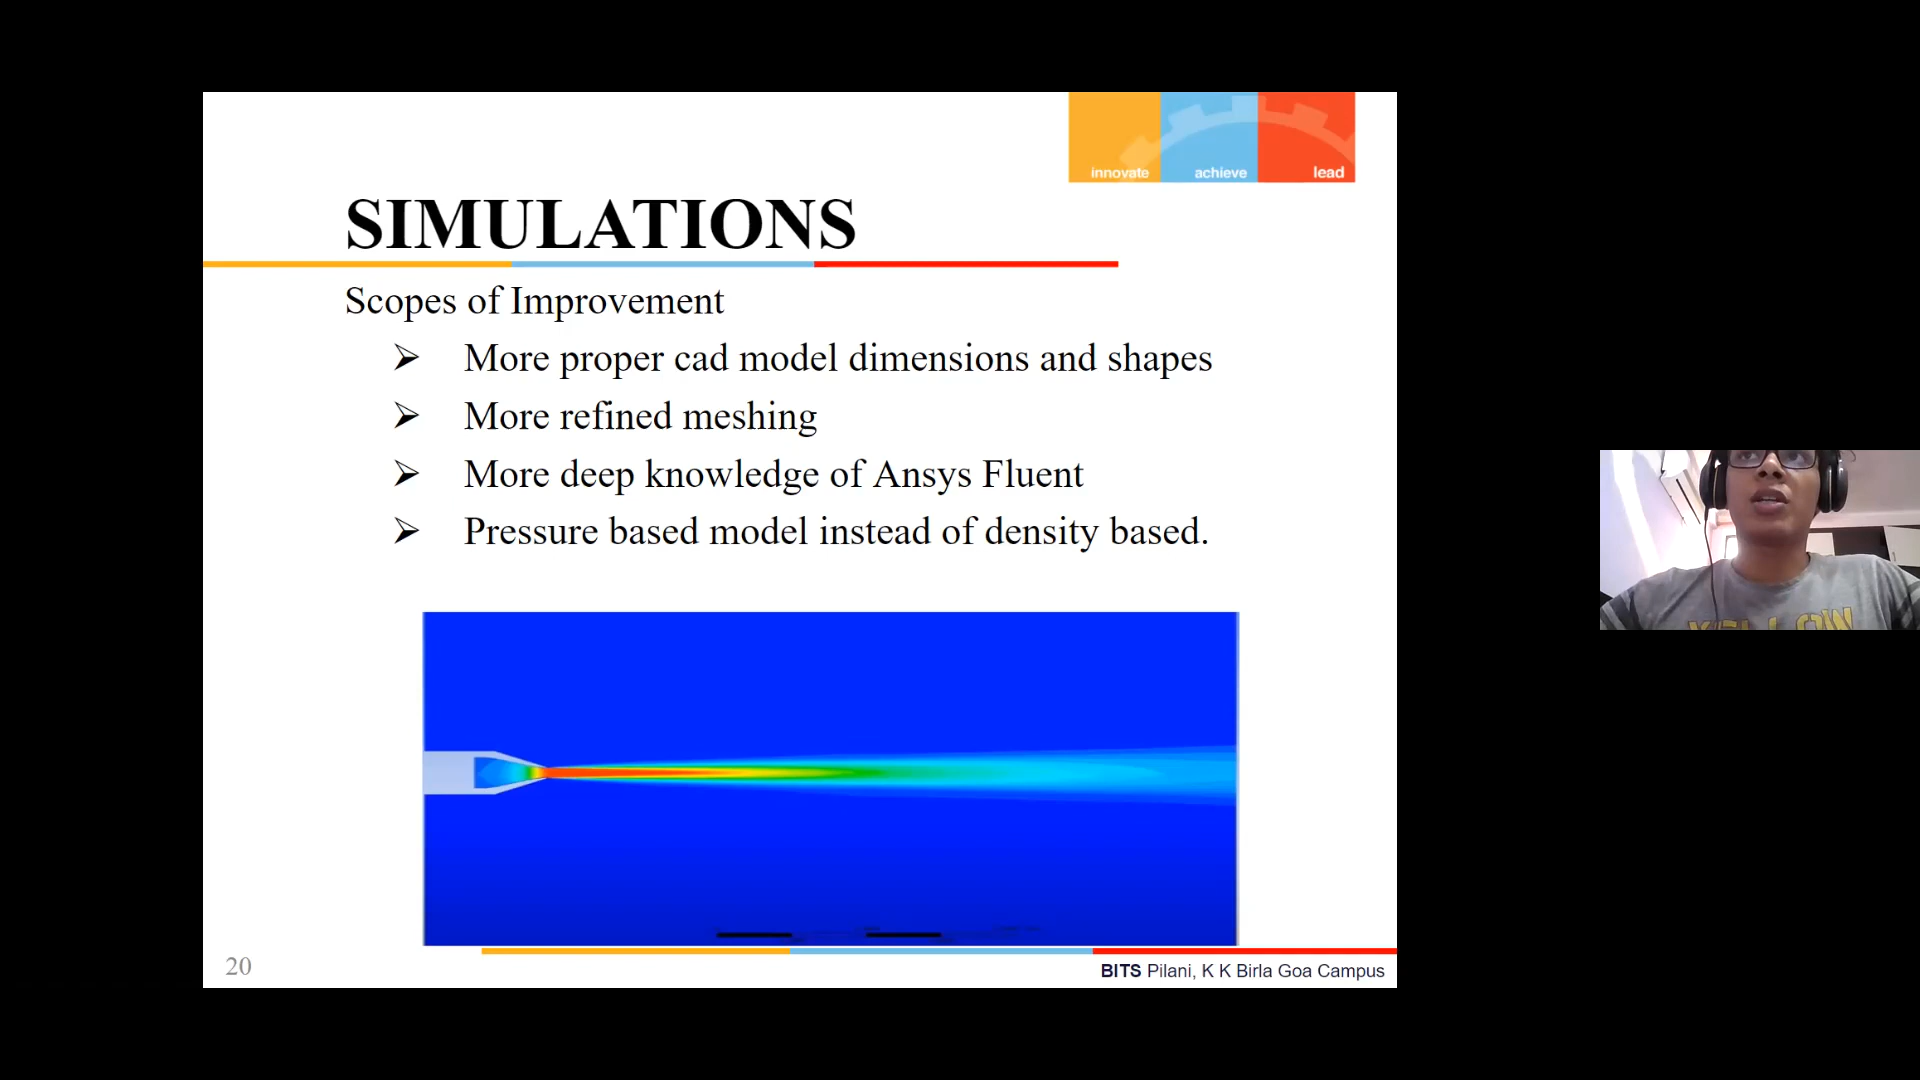 innovate achieve lead
SIMULATIONS
Scopes of Improvement
➤ More proper cad model dimensions and shapes
➤ More refined meshing
➤ More deep knowledge of Ansys Fluent
➤ Pressure based model instead of density based.
20
BITS Pilani, K K Birla Goa Campus